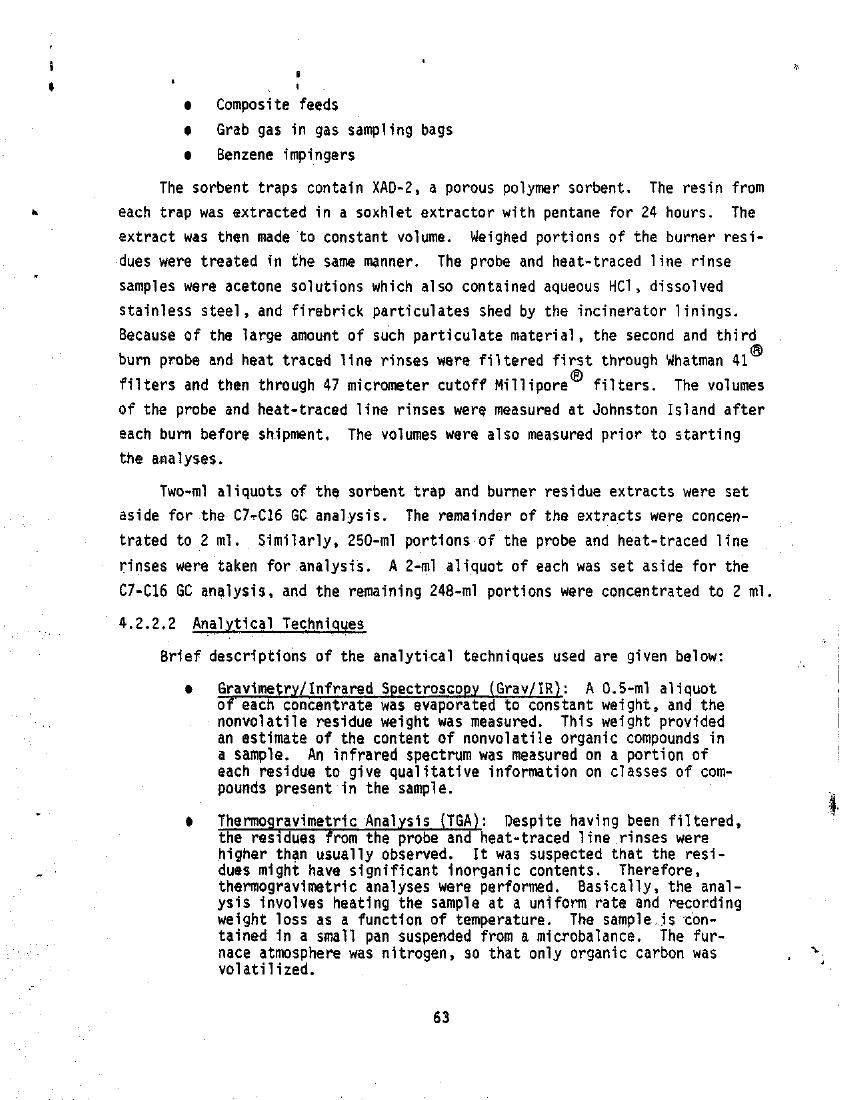 • Composite feeds
• Grab gas in gas sampling bags
• Benzene impingers
The sorbent traps contain XAD-2, a porous polymer sorbent. The resin from
each trap was extracted in a soxhlet extractor with pentane for 24 hours. The
extract was then made to constant volume. Weighed portions of the burner resi-
dues were treated in the same manner. The probe and heat-traced line rinse
samples were acetone solutions which also contained aqueous HCl, dissolved
stainless steel, and firebrick particulates shed by the incinerator linings.
Because of the large amount of such particulate material, the second and third
burn probe and heat traced line rinses were filtered first through Whatman 41®
filters and then through 47 micrometer cutoff Millipore® filters. The volumes
of the probe and heat-traced line rinses were measured at Johnston Island after
each burn before shipment. The volumes were also measured prior to starting
the analyses.
Two-ml aliquots of the sorbent trap and burner residue extracts were set
aside for the C7-C16 GC analysis. The remainder of the extracts were concen-
trated to 2 ml. Similarly, 250-ml portions of the probe and heat-traced line
rinses were taken for analysis. A 2-ml aliquot of each was set aside for the
C7-C16 GC analysis, and the remaining 248-ml portions were concentrated to 2 ml.
4.2.2.2 Analytical Techniques
Brief descriptions of the analytical techniques used are given below:
• Gravimetry/Infrared Spectroscopy (Grav/IR): A 0.5-ml aliquot
of each concentrate was evaporated to constant weight, and the
nonvolatile residue weight was measured. This weight provided
an estimate of the content of nonvolatile organic compounds in
a sample. An infrared spectrum was measured on a portion of
each residue to give qualitative information on classes of com-
pounds present in the sample.
• Thermogravimetric Analysis (TGA): Despite having been filtered,
the residues from the probe and heat-traced line rinses were
higher than usually observed. It was suspected that the resi-
dues might have significant inorganic contents. Therefore,
thermogravimetric analyses were performed. Basically, the anal-
ysis involves heating the sample at a uniform rate and recording
weight loss as a function of temperature. The sample is con-
tained in a small pan suspended from a microbalance. The fur-
nace atmosphere was nitrogen, so that only organic carbon was
volatilized.
63